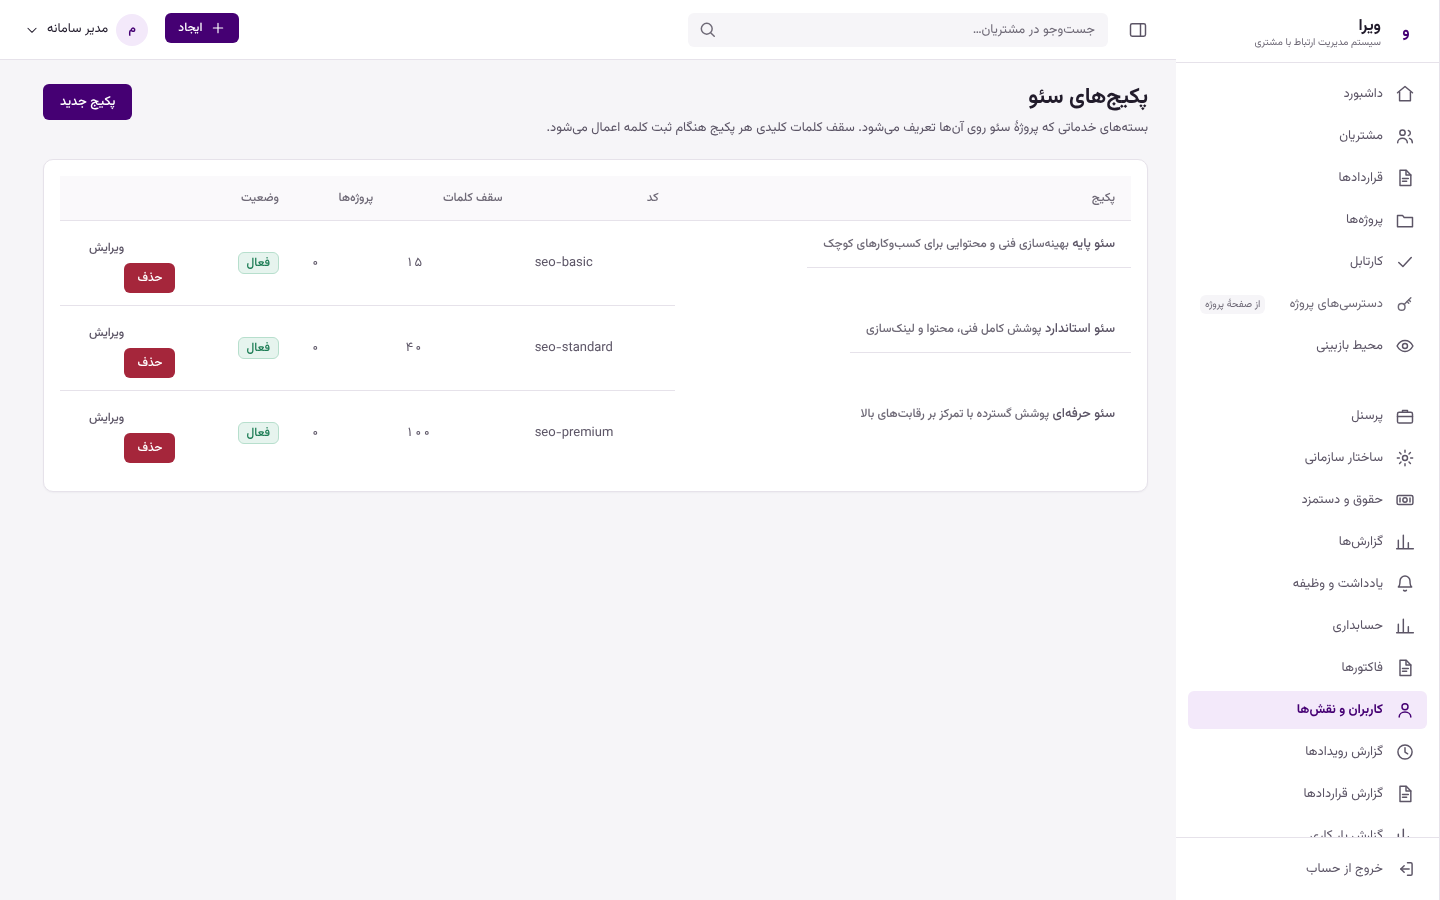 و
ویرا
سیستم مدیریت ارتباط با مشتری
داشبورد
مشتریان
قراردادها
پروژه‌ها
کارتابل
دسترسی‌های پروژه
از صفحهٔ پروژه
محیط بازبینی
پرسنل
ساختار سازمانی
حقوق و دستمزد
گزارش‌ها
یادداشت و وظیفه
حسابداری
فاکتورها
کاربران و نقش‌ها
گزارش رویدادها
گزارش قراردادها
گزارش بار کاری
خروج از حساب
جست‌وجو در مشتریان...
ایجاد
م
مدیر سامانه
پکیج‌های سئو
بسته‌های خدماتی که پروژهٔ سئو روی آن‌ها تعریف می‌شود. سقف کلمات کلیدی هر پکیج هنگام ثبت کلمه اعمال می‌شود.
پکیج جدید
پکیج کد سقف کلمات پروژه‌ها وضعیت
سئو پایه بهینه‌سازی فنی و محتوایی برای کسب‌وکارهای کوچک
seo-basic ۱۵ ۰ فعال
ویرایش
حذف
سئو استاندارد پوشش کامل فنی، محتوا و لینک‌سازی
seo-standard ۴۰ ۰ فعال
ویرایش
حذف
سئو حرفه‌ای پوشش گسترده با تمرکز بر رقابت‌های بالا
seo-premium ۱۰۰ ۰ فعال
ویرایش
حذف